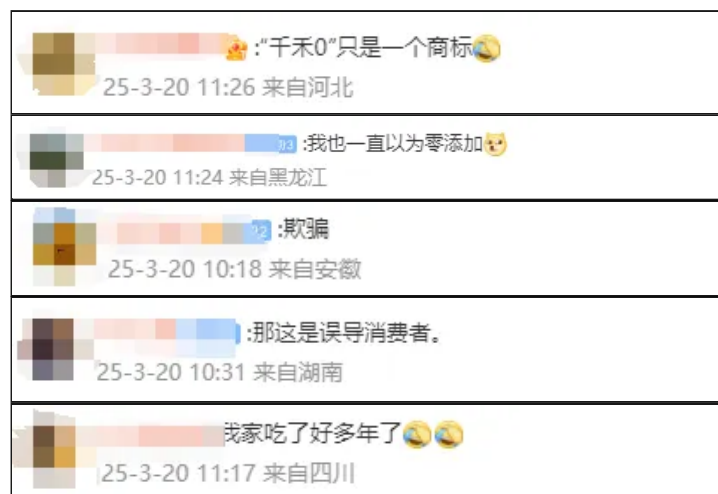 :“千禾0”只是一个商标
25-3-20 11:26 来自河北
:我也一直以为零添加
25-3-20 11:24 来自黑龙江
:欺骗
25-3-20 10:18 来自安徽
:那这是误导消费者。
25-3-20 10:31 来自湖南
我家吃了好多年了
25-3-20 11:17 来自四川